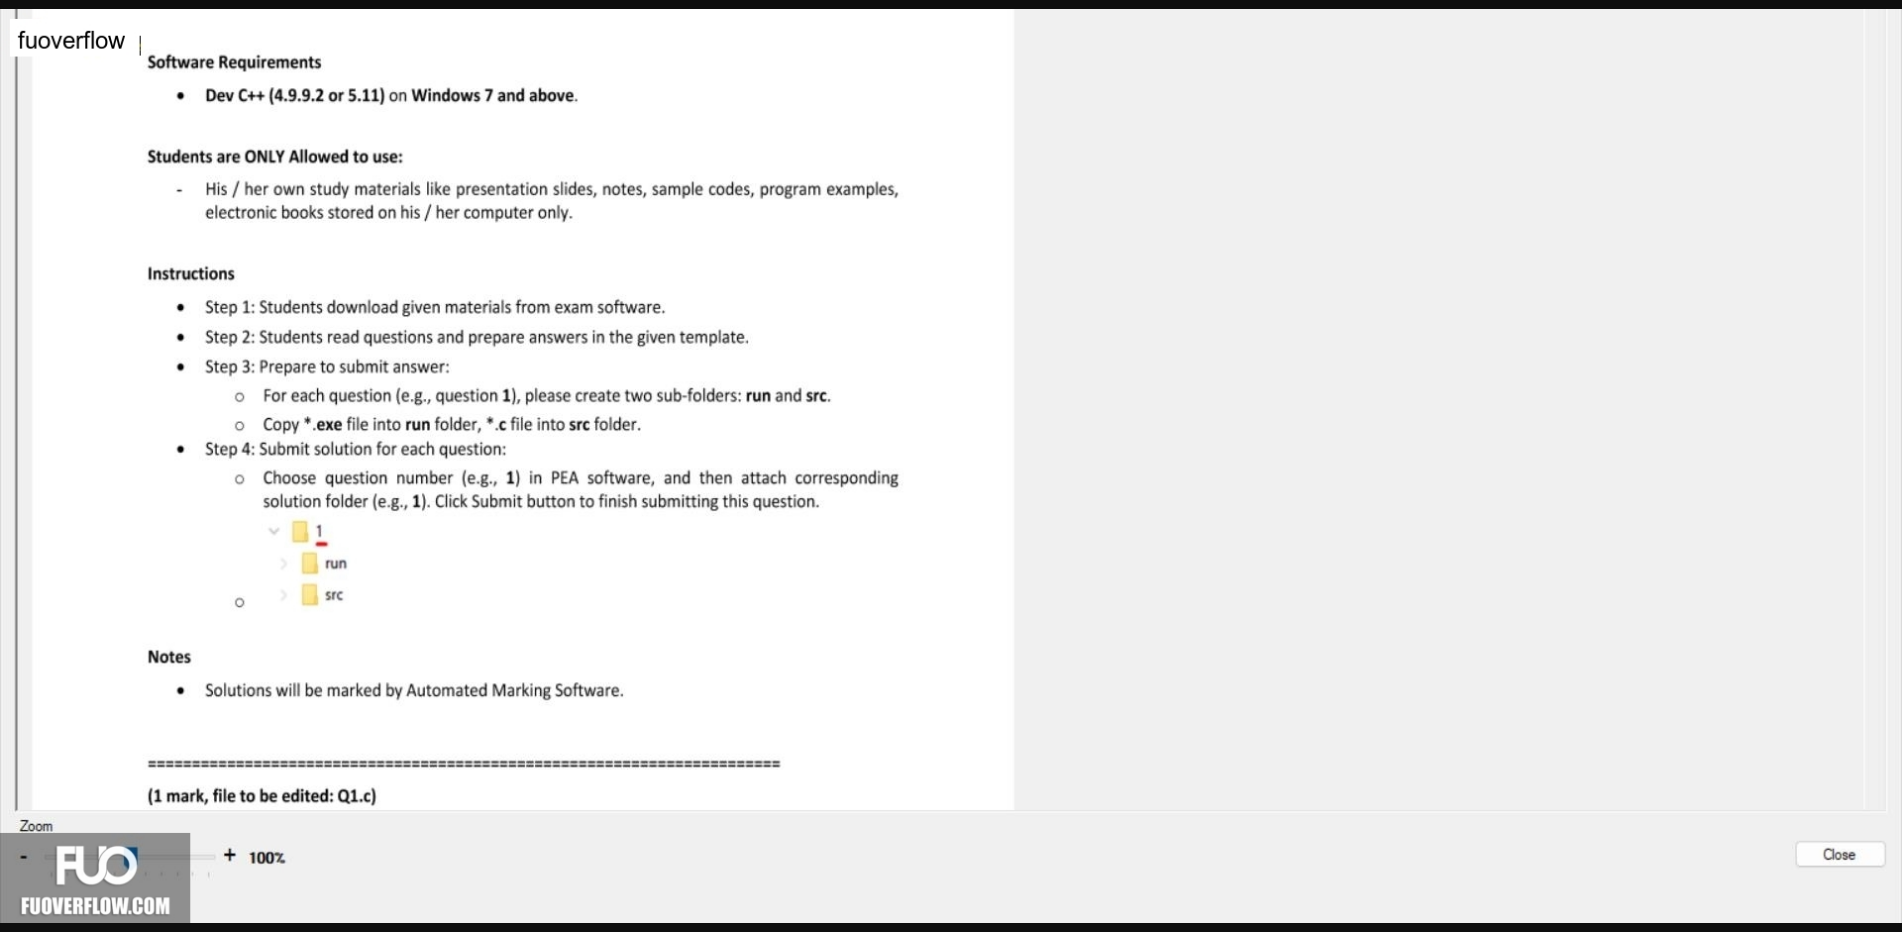 fuoverflow
Software Requirements
• Dev C++ (4.9.9.2 or 5.11) on Windows 7 and above.
Students are ONLY Allowed to use:
- His / her own study materials like presentation slides, notes, sample codes, program examples,
electronic books stored on his / her computer only.
Instructions
• Step 1: Students download given materials from exam software.
• Step 2: Students read questions and prepare answers in the given template.
• Step 3: Prepare to submit answer:
o For each question (e.g., question 1), please create two sub-folders: run and src.
o Copy *.exe file into run folder, *.c file into src folder.
• Step 4: Submit solution for each question:
o Choose question number (e.g., 1) in PEA software, and then attach corresponding
solution folder (e.g., 1). Click Submit button to finish submitting this question.
1
run
o src
Notes
• Solutions will be marked by Automated Marking Software.
========================================================================
(1 mark, file to be edited: Q1.c)
Zoom
- + 100%
Close
FUO
FUOVERFLOW.COM